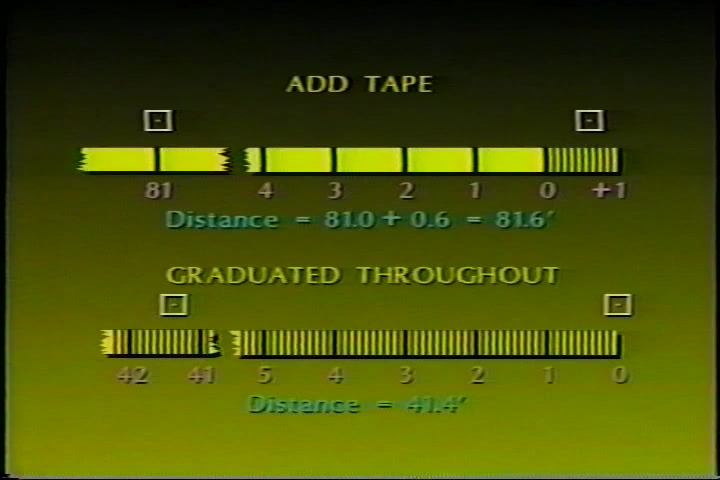 ADD TAPE
81 4 3 2 1 0 +1
Distance = 81.0 + 0.6 = 81.6'
GRADUATED THROUGHOUT
42 41 5 4 3 2 1 0
Distance = 41.4'